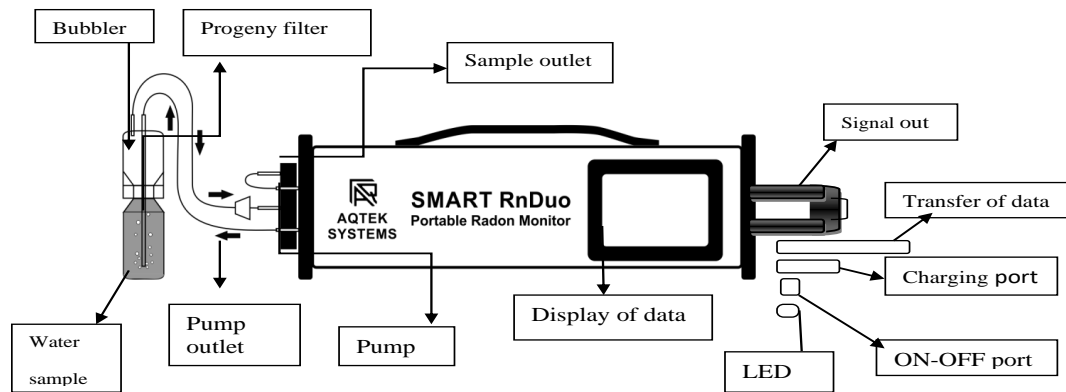 Bubbler
Progeny filter
Sample outlet
Signal out
Transfer of data
AQTEK
SYSTEMS
SMART RnDuo
Portable Radon Monitor
Charging port
Water
sample
Pump
outlet
Pump
Display of data
LED
ON-OFF port